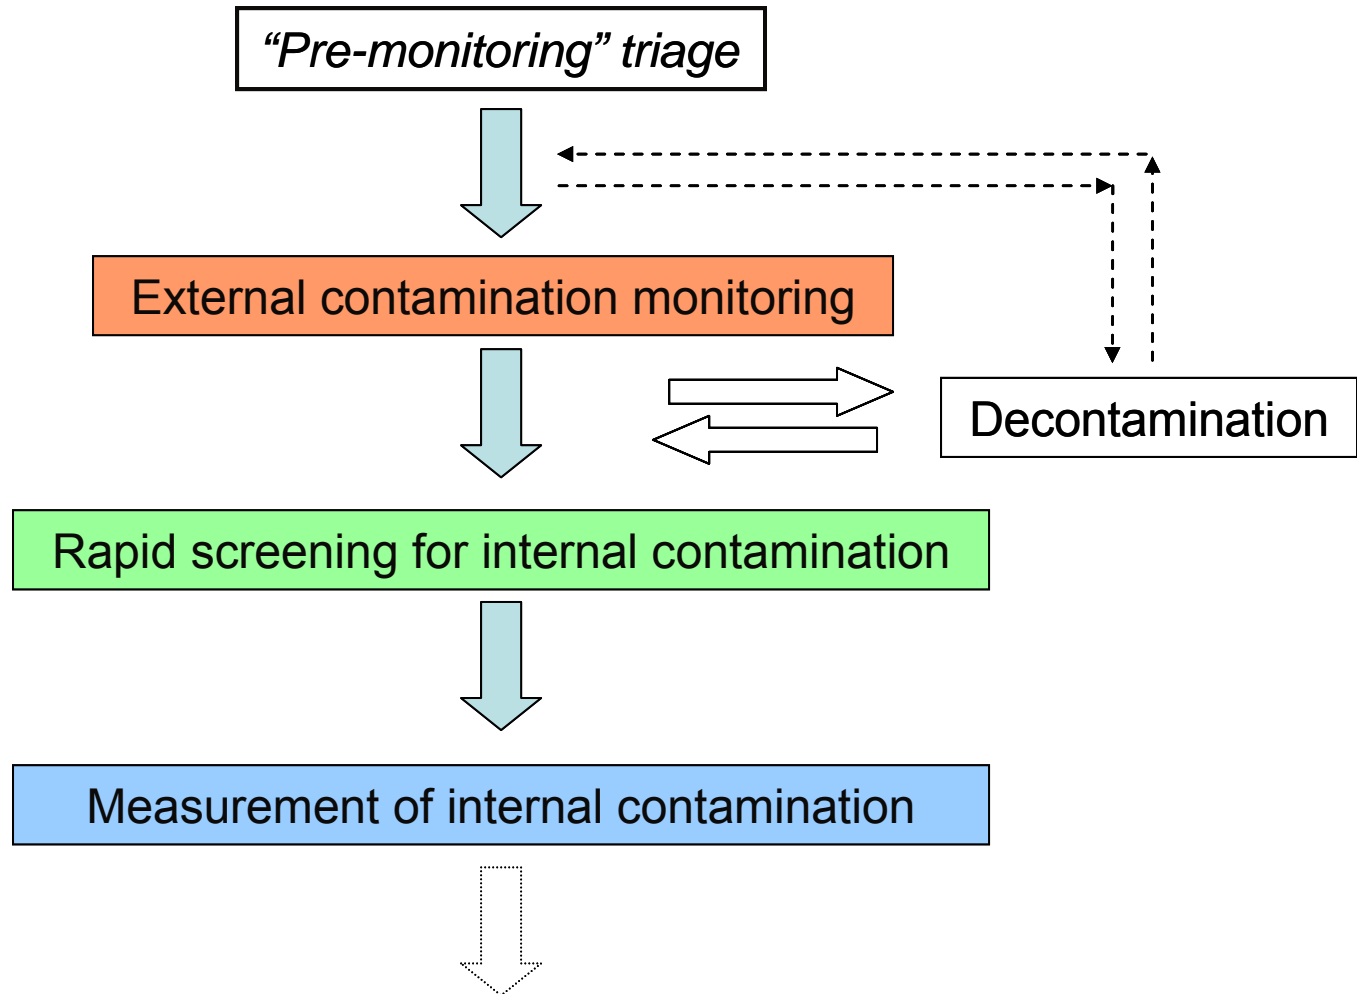 “Pre-monitoring” triage
External contamination monitoring
Decontamination
Rapid screening for internal contamination
Measurement of internal contamination